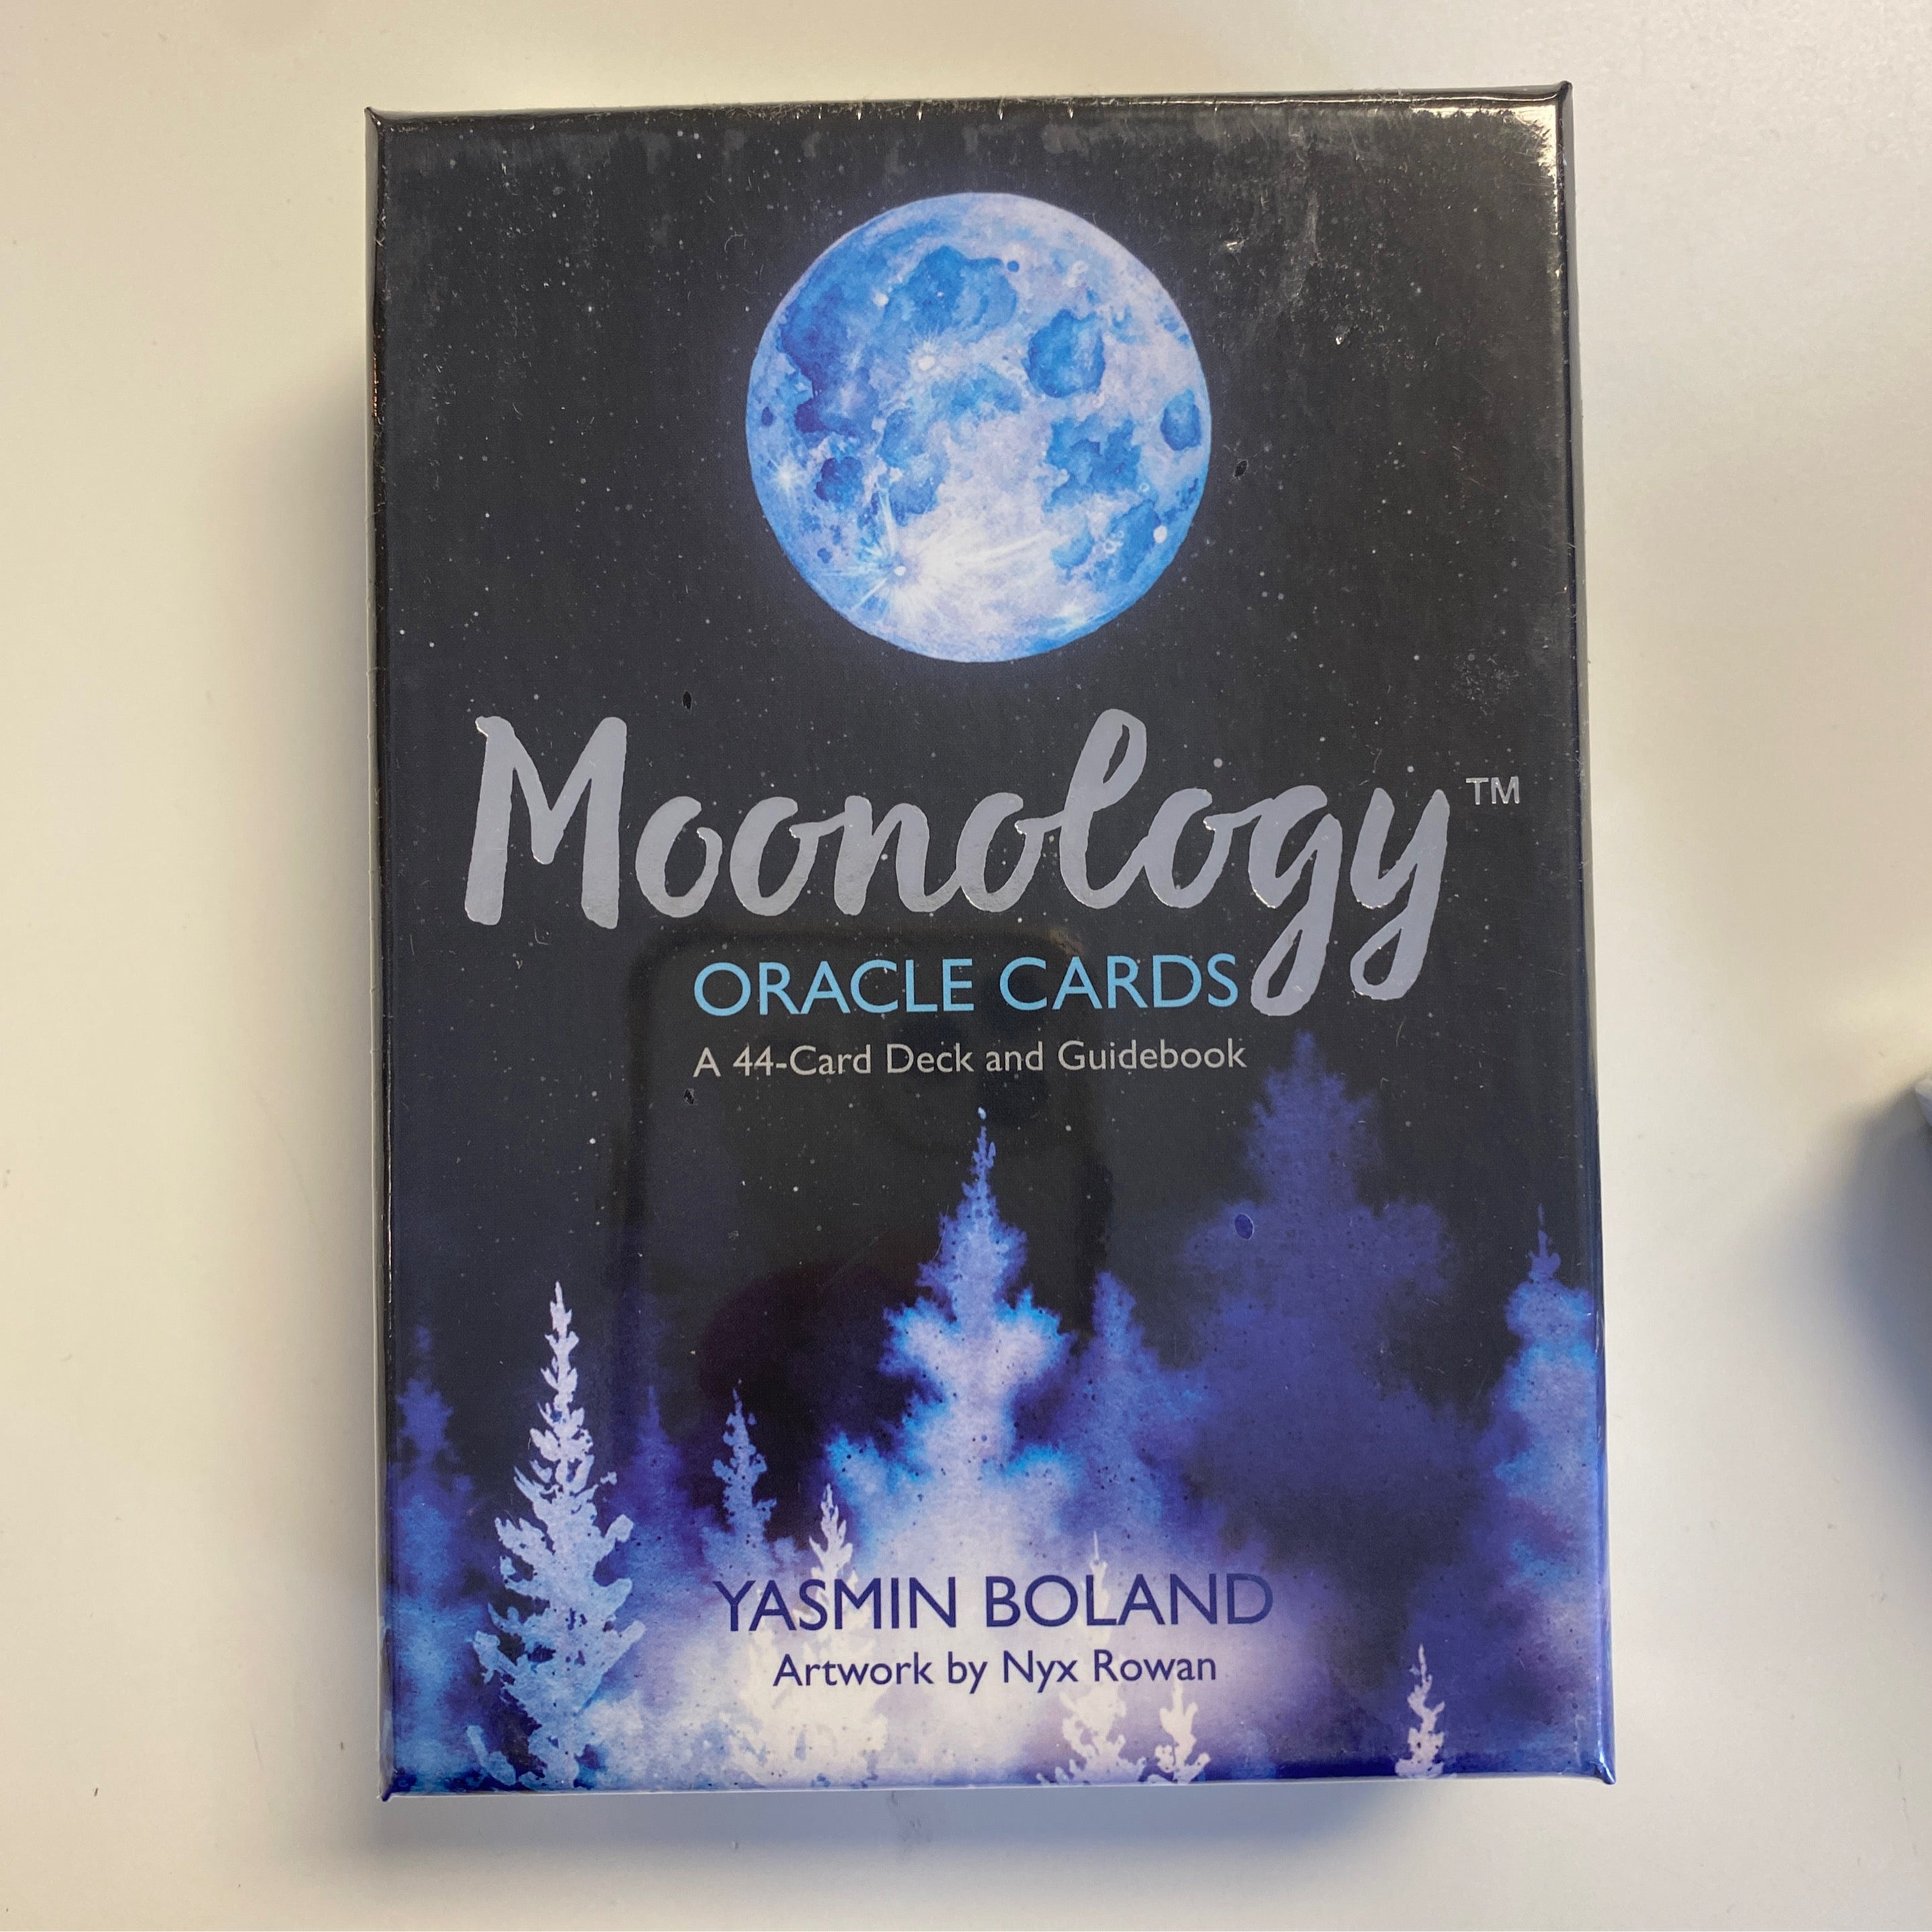 Moonology™
ORACLE CARDS
A 44-Card Deck and Guidebook
YASMIN BOLAND
Artwork by Nyx Rowan